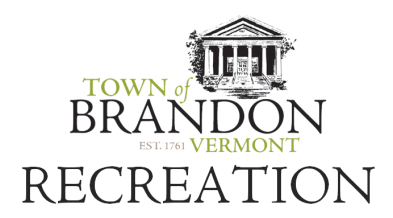 TOWN of
BRANDON
EST. 1761 VERMONT
RECREATION